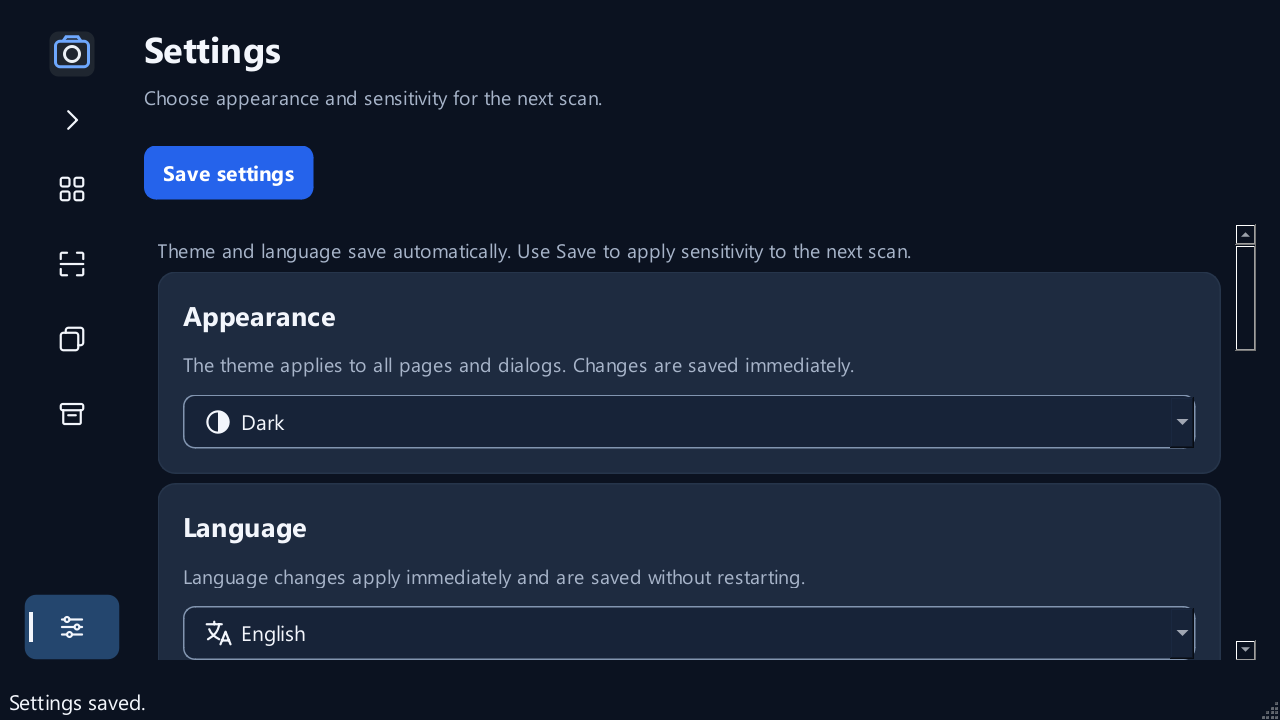 Settings
Choose appearance and sensitivity for the next scan.
Save settings
Theme and language save automatically. Use Save to apply sensitivity to the next scan.
Appearance
The theme applies to all pages and dialogs. Changes are saved immediately.
Dark
Language
Language changes apply immediately and are saved without restarting.
English
Settings saved.